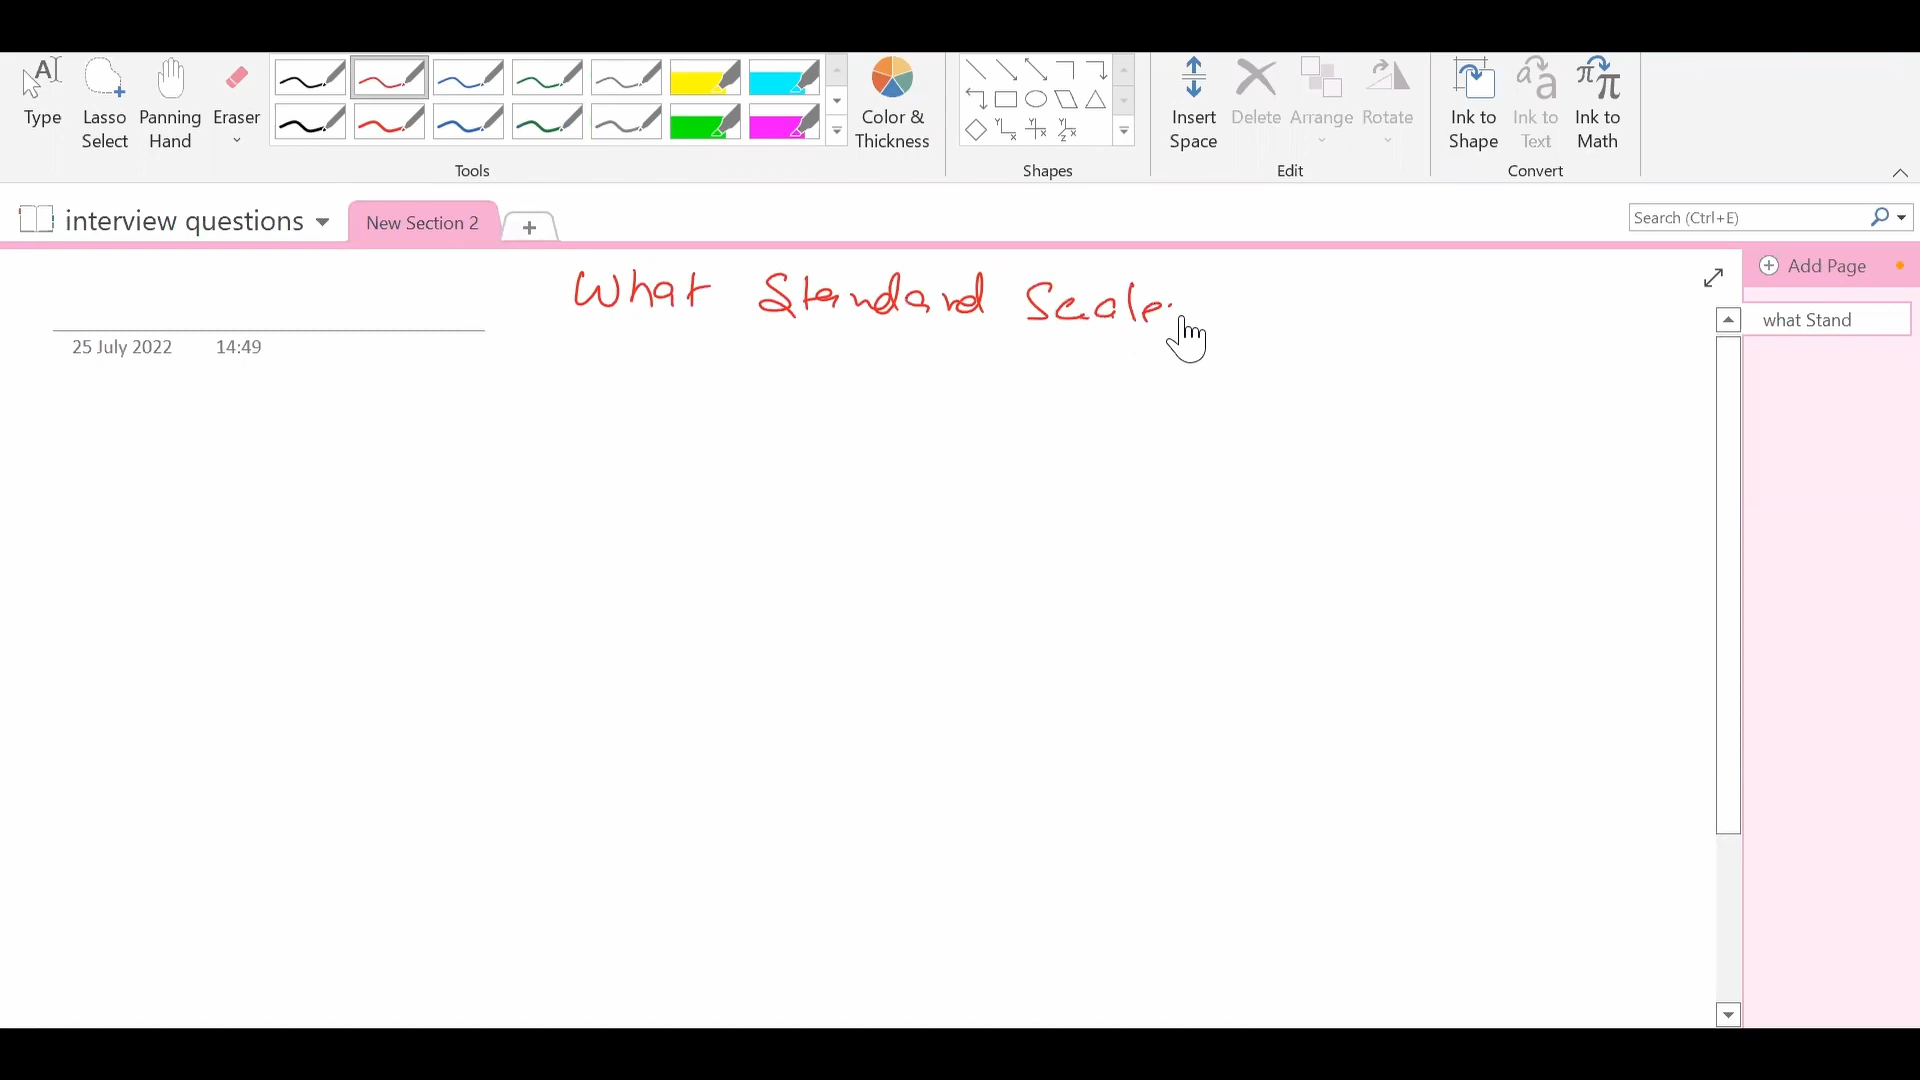 Type
Lasso Select
Panning Hand
Eraser
Color & Thickness
Insert Space
Delete
Arrange
Rotate
Ink to Shape
Ink to Text
Ink to Math
Tools
Shapes
Edit
Convert
interview questions
New Section 2
+
Search (Ctrl+E)
Add Page
What Standard Scale
what Stand
25 July 2022 14:49